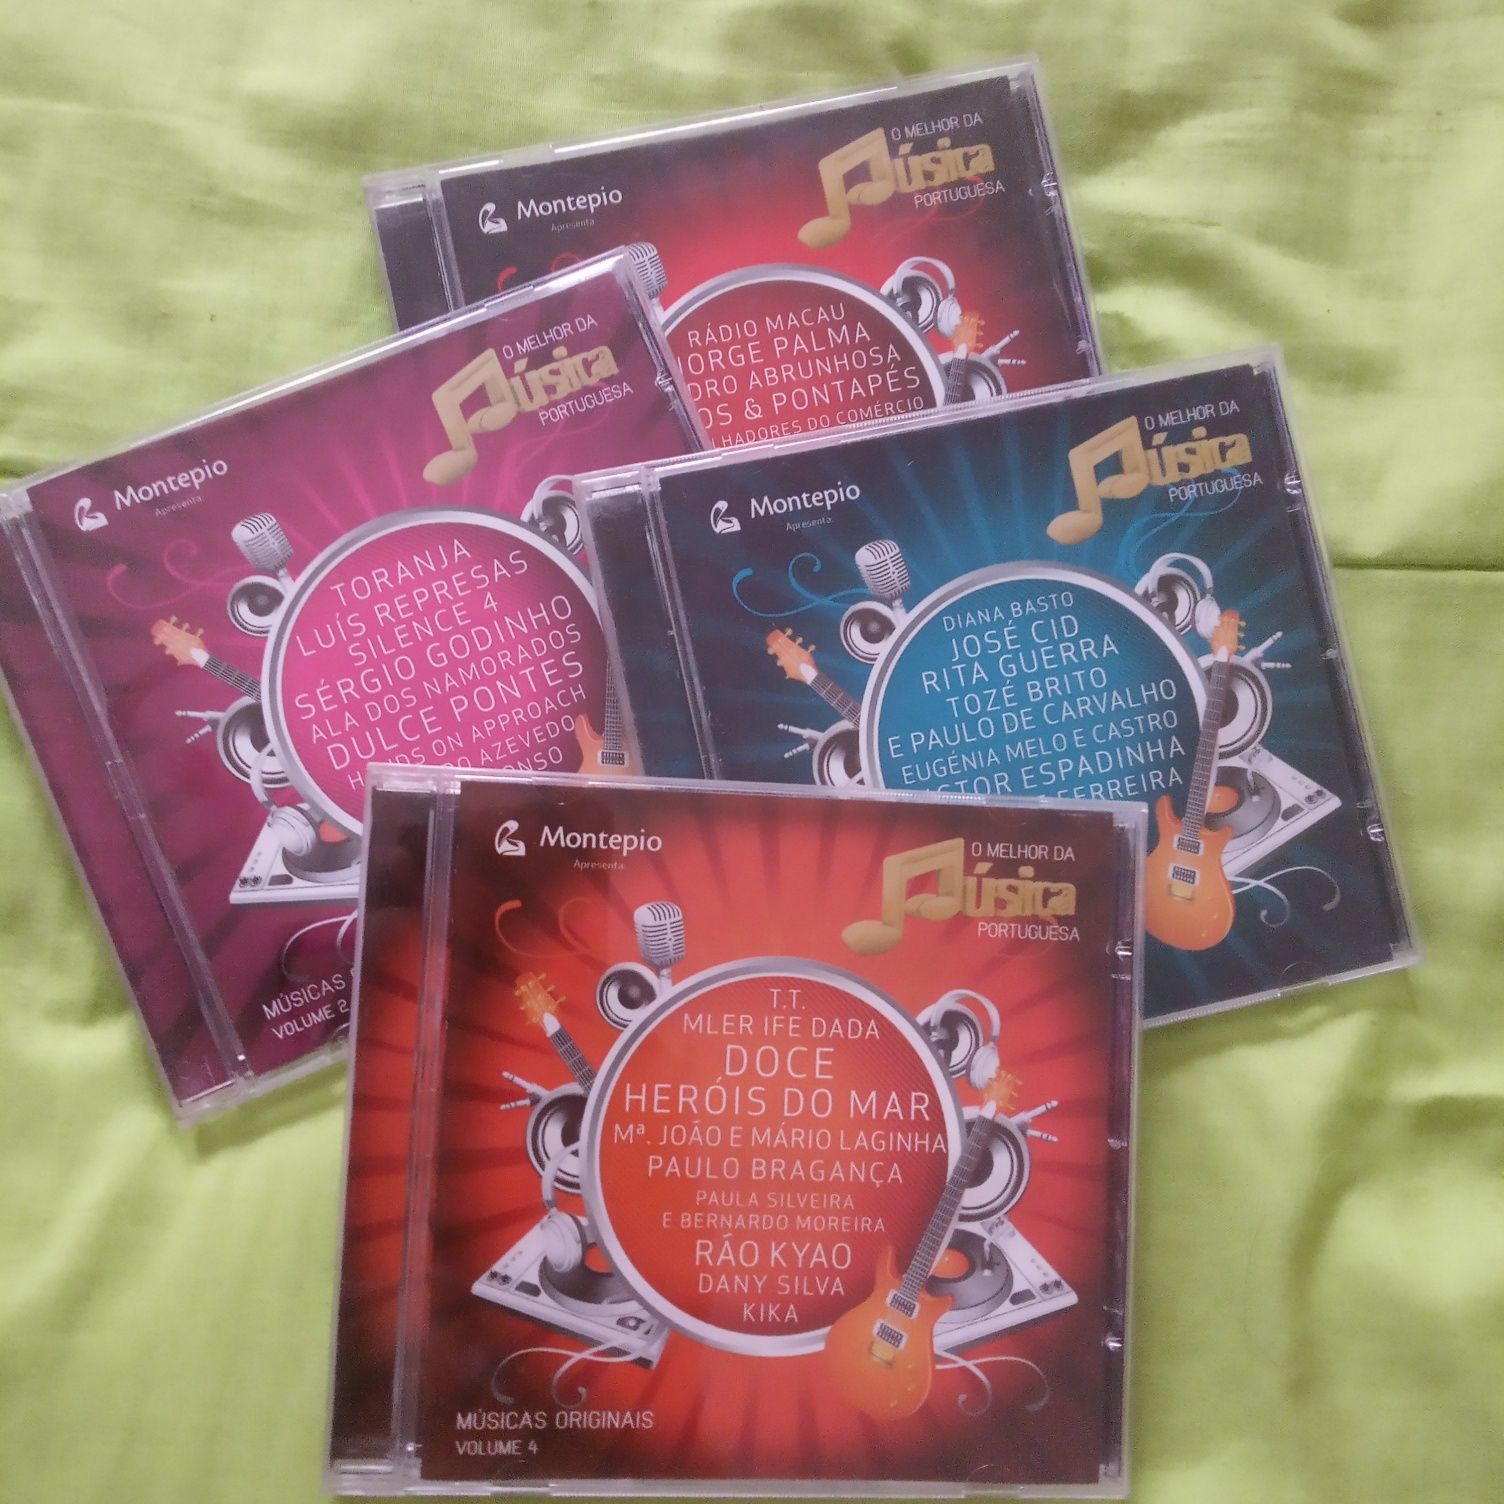 Montepio
Apresenta:
O MELHOR DA
Música
PORTUGUESA
RÁDIO MACAU
JORGE PALMA
ABRUNHOSA
& PONTAPÉS
DO COMÉRCIO
Montepio
Apresenta:
O MELHOR DA
Música
PORTUGUESA
TORANJA
LUÍS REPRESAS
SILENCE 4
SÉRGIO GODINHO
ALA DOS NAMORADOS
DULCE PONTES
HANDS ON APPROACH
AZEVEDO
MÚSICAS
VOLUME 2
Montepio
Apresenta:
O MELHOR DA
Música
PORTUGUESA
DIANA BASTO
JOSÉ CID
RITA GUERRA
TOZÉ BRITO
E PAULO DE CARVALHO
EUGÉNIA MELO E CASTRO
VICTOR ESPADINHA
FERREIRA
Montepio
Apresenta:
O MELHOR DA
Música
PORTUGUESA
T.T.
MLER IFE DADA
DOCE
HERÓIS DO MAR
Mª. JOÃO E MÁRIO LAGINHA
PAULO BRAGANÇA
PAULA SILVEIRA
E BERNARDO MOREIRA
RÃO KYAO
DANY SILVA
KIKA
MÚSICAS ORIGINAIS
VOLUME 4